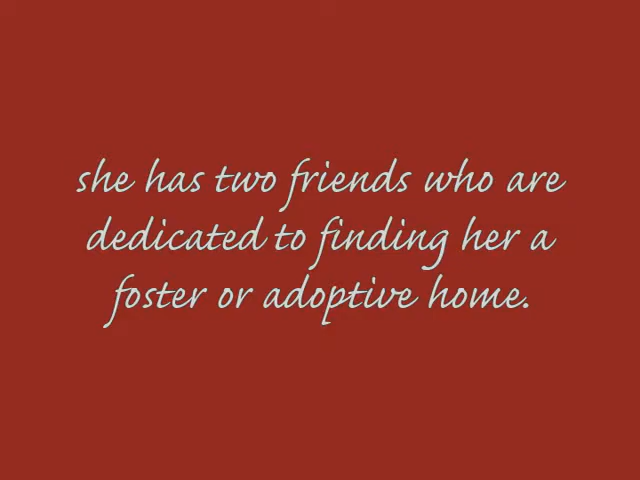 she has two friends who are
dedicated to finding her a
foster or adoptive home.